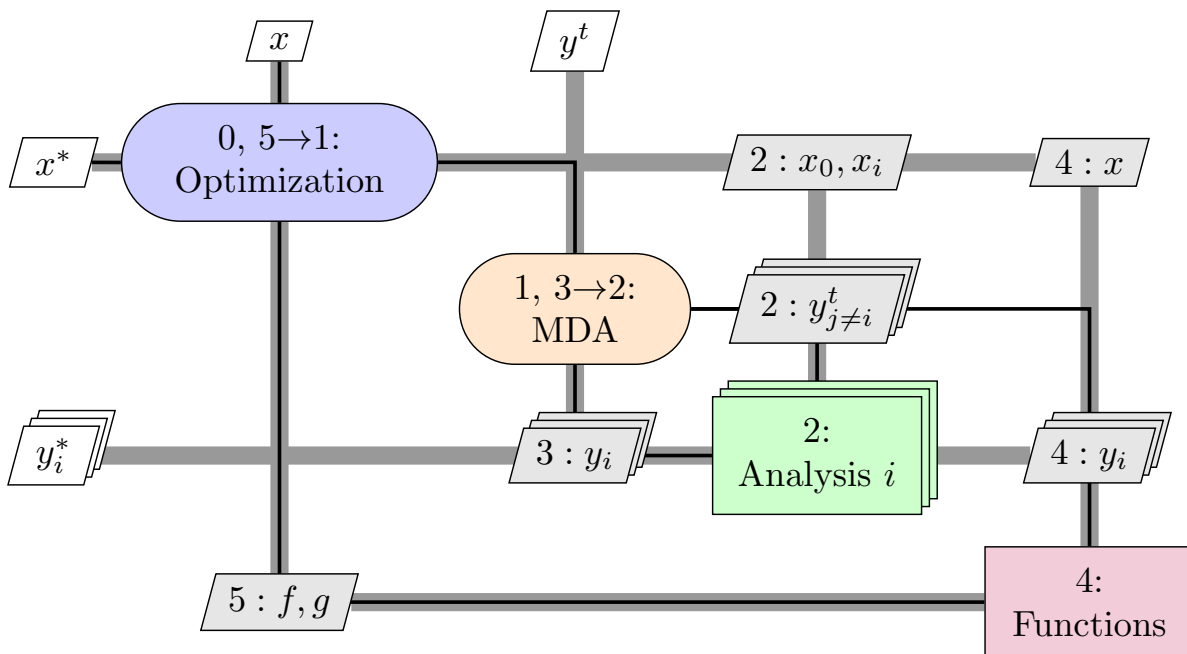 x
y^t
x*
0, 5→1:
Optimization
2 : x_0, x_i
4 : x
1, 3→2:
MDA
2 : y^t_{j≠i}
y_i^*
3 : y_i
2:
Analysis i
4 : y_i
5 : f, g
4:
Functions